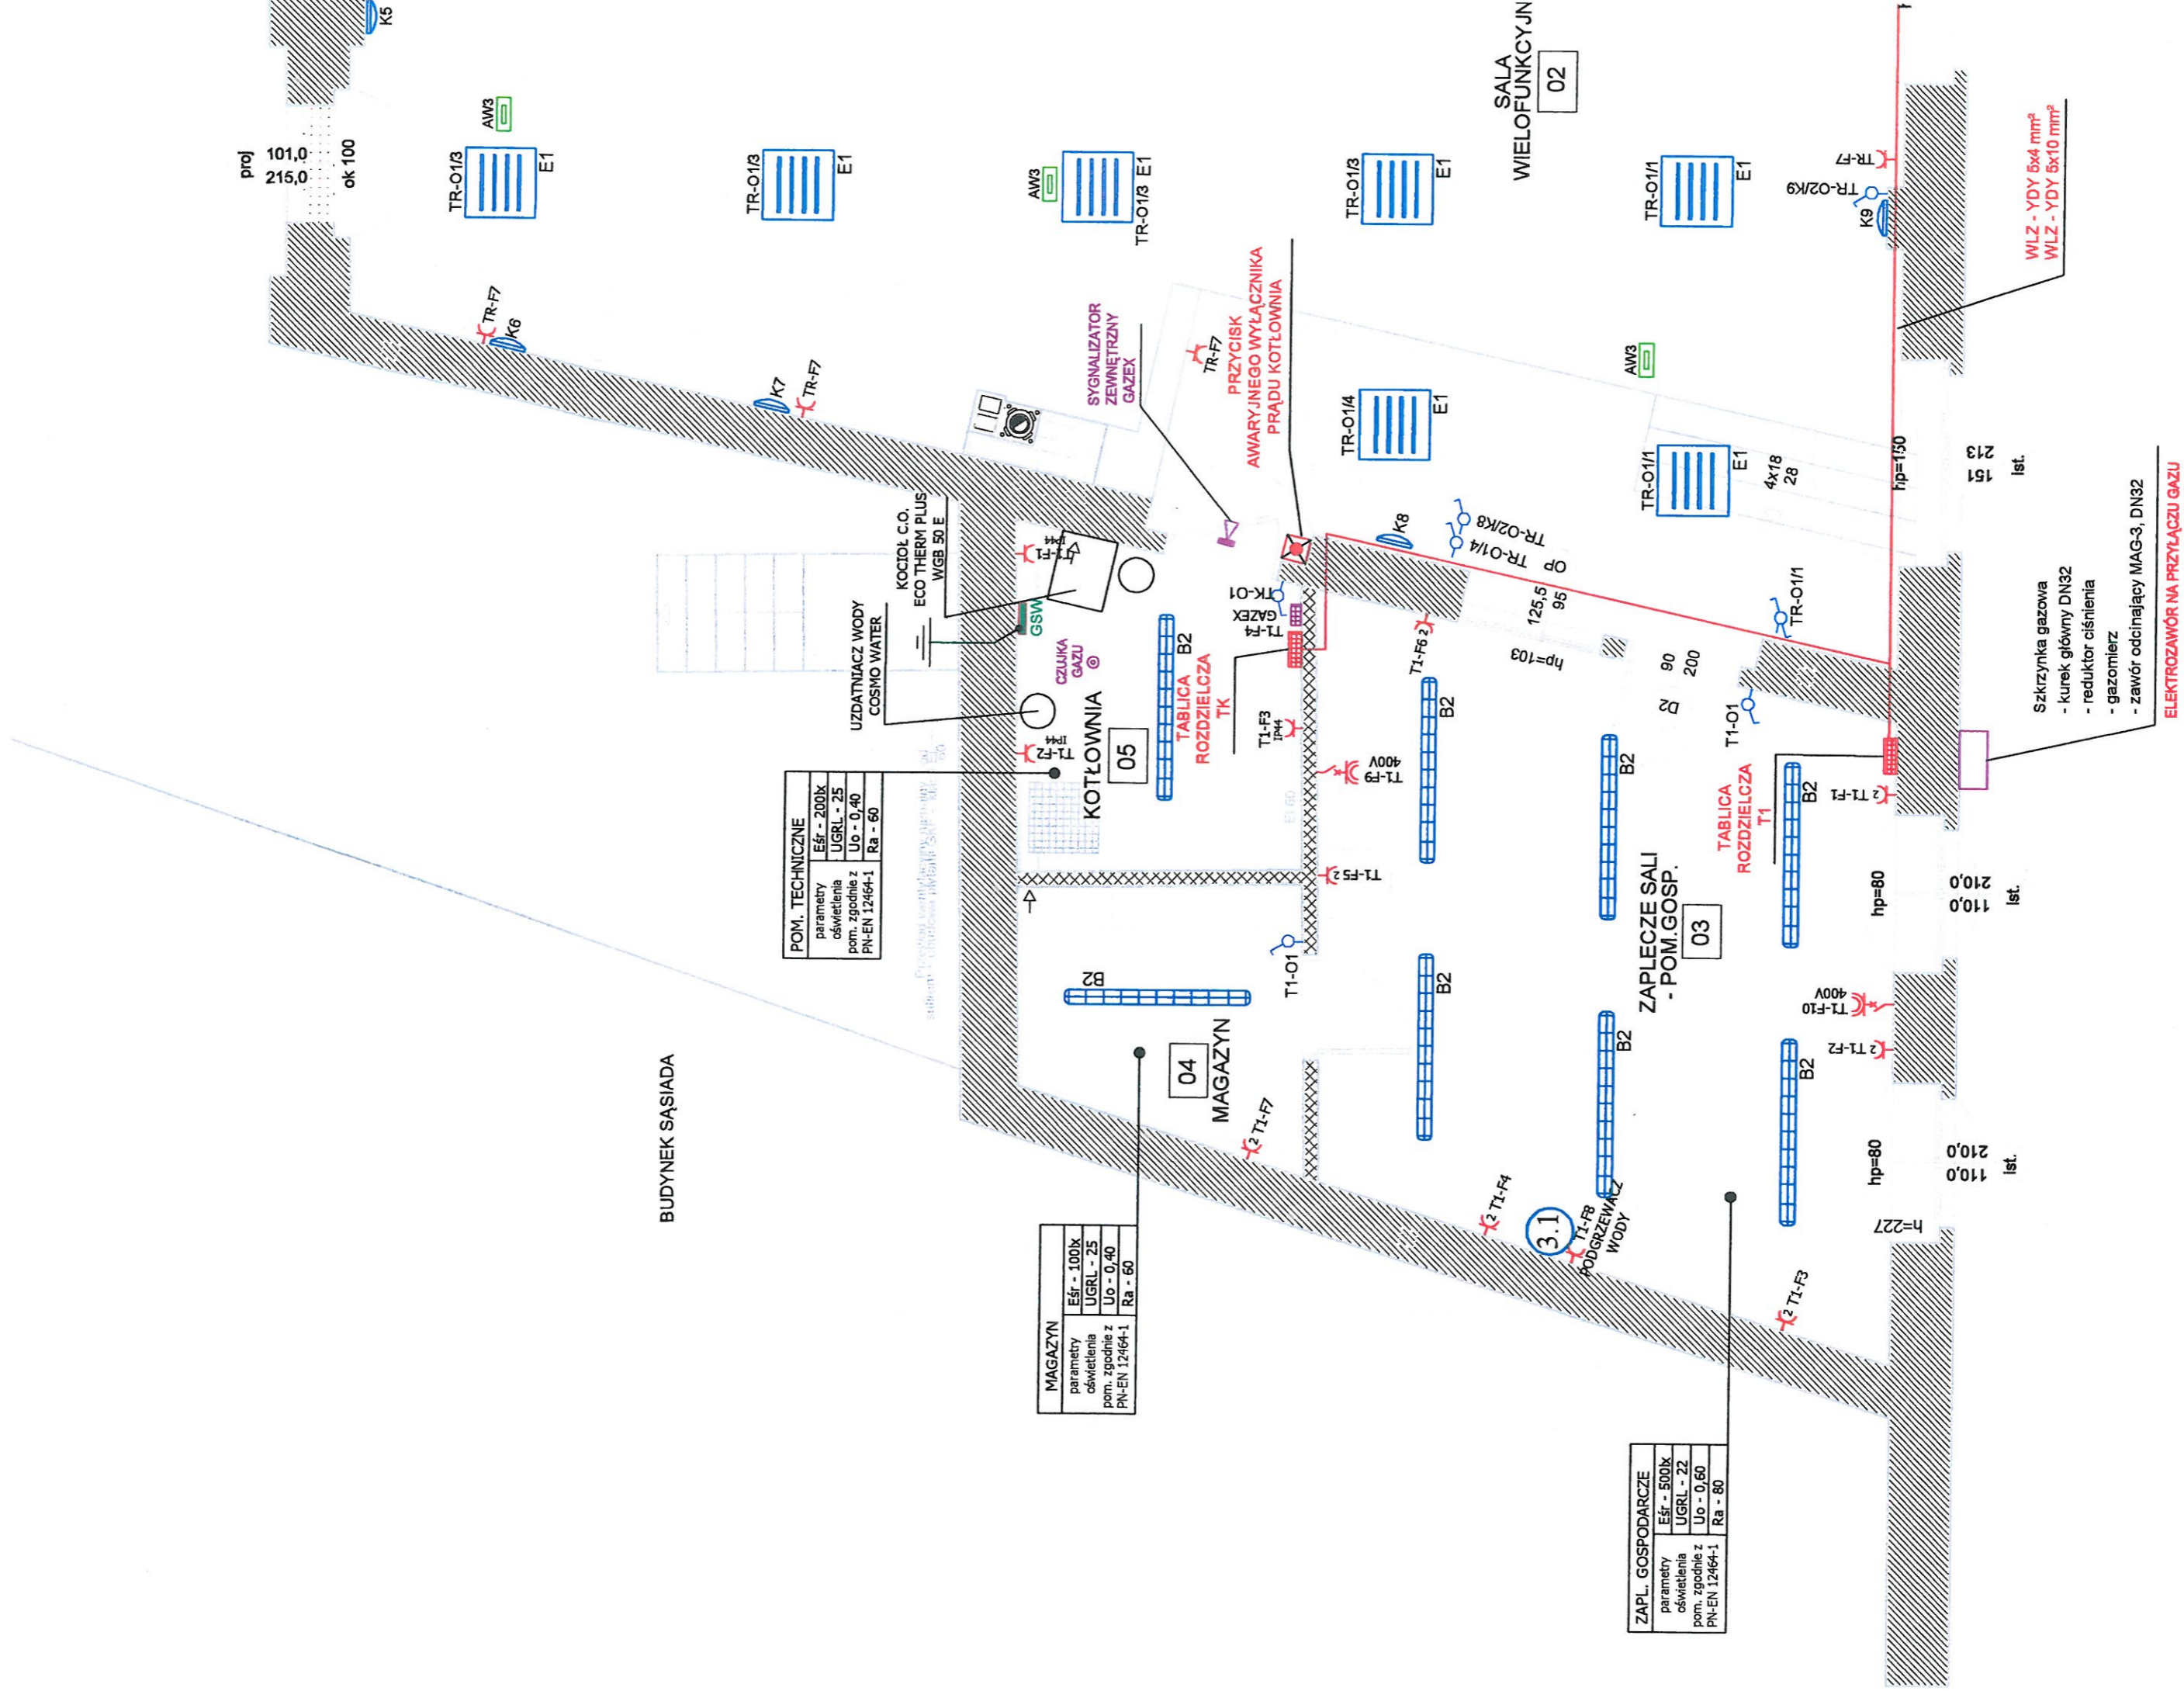 K5
proj
101,0
215,0
ok 100
AW3
TR-O1/3
E1
TR-O1/3
E1
AW3
TR-O1/3
E1
TR-O1/3
E1
TR-O1/1
E1
SALA
WIELOFUNKCYJN
02
TR-F7
TR-O2/K9
K9
WLZ - YDY 5x4 mm²
WLZ - YDY 5x10 mm²
TR-F7
K6
K7
TR-F7
SYGNALIZATOR
ZEWNĘTRZNY
GAZEX
TR-F7
PRZYCISK
AWARYJNEGO WYŁĄCZNIKA
PRĄDU KOTŁOWNIA
TR-O1/4
E1
AW3
TR-O1/1
E1
4x18
28
hp=150
151
213
ist.
K8
TR-O1/4
TR-O2/K8
OP
125,5
95
hp=103
90
200
D2
TR-O1/1
T1-O1
KOCIOŁ C.O.
ECO THERM PLUS
WGB 50 E
UZDATNIACZ WODY
COSMO WATER
T1-F1
IP44
GSW
CZUJKA
GAZU
T1-F2
IP44
KOTŁOWNIA
05
B2
TABLICA
ROZDZIELCZA
TK
TK-O1
GAZEX
T1-F4
T1-F3
IP44
T1-F6 2
T1-F9
400V
EI 60
T1-F5 2
B2
B2
TABLICA
ROZDZIELCZA
T1
B2
2 T1-F1
Szkrzynka gazowa
- kurek główny DN32
- reduktor ciśnienia
- gazomierz
- zawór odcinający MAG-3, DN32
ELEKTROZAWÓR NA PRZYŁĄCZU GAZU
POM. TECHNICZNE
parametry
oświetlenia
pom. zgodnie z
PN-EN 12464-1
Eśr - 200lx
UGRL - 25
Uo - 0,40
Ra - 60
B2
T1-O1
04
MAGAZYN
B2
ZAPLECZE SALI
- POM.GOSP.
03
B2
B2
hp=80
110,0
210,0
ist.
T1-F10
400V
2 T1-F2
BUDYNEK SĄSIADA
2 T1-F7
2 T1-F4
3.1
T1-F8
PODGRZEWACZ
WODY
2 T1-F3
hp=80
110,0
210,0
ist.
h=227
MAGAZYN
parametry
oświetlenia
pom. zgodnie z
PN-EN 12464-1
Eśr - 100lx
UGRL - 25
Uo - 0,40
Ra - 60
ZAPL. GOSPODARCZE
parametry
oświetlenia
pom. zgodnie z
PN-EN 12464-1
Eśr - 500lx
UGRL - 22
Uo - 0,60
Ra - 80